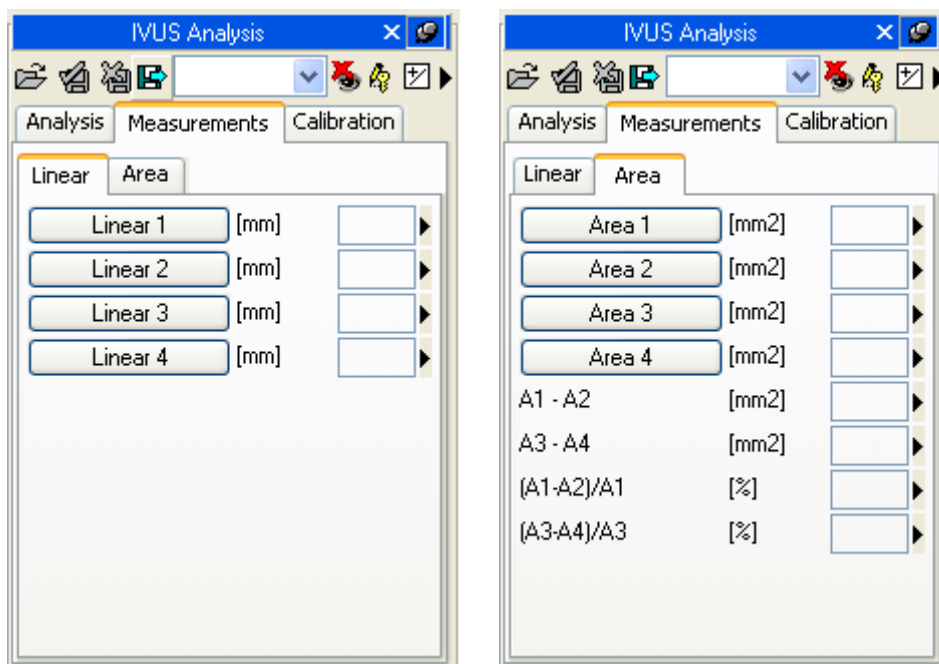 IVUS Analysis
Analysis Measurements Calibration
Linear Area
Linear 1 [mm]
Linear 2 [mm]
Linear 3 [mm]
Linear 4 [mm]
IVUS Analysis
Analysis Measurements Calibration
Linear Area
Area 1 [mm2]
Area 2 [mm2]
Area 3 [mm2]
Area 4 [mm2]
A1 - A2 [mm2]
A3 - A4 [mm2]
(A1-A2)/A1 [%]
(A3-A4)/A3 [%]